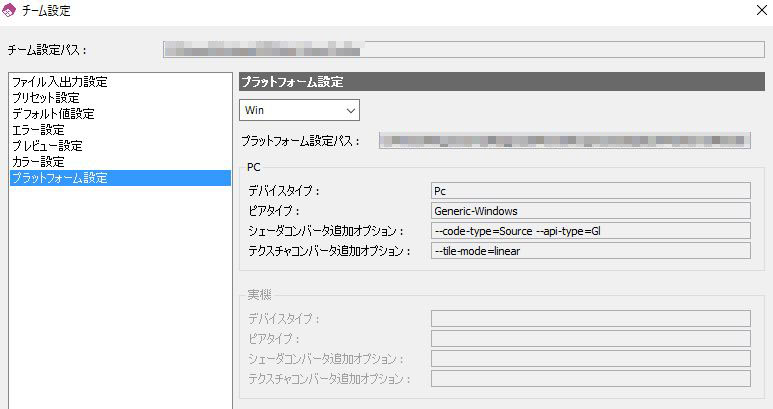 チーム設定
チーム設定パス：
ファイル入出力設定
プリセット設定
デフォルト値設定
エラー設定
プレビュー設定
カラー設定
プラットフォーム設定
プラットフォーム設定
Win
プラットフォーム設定パス：
PC
デバイスタイプ： Pc
ピアタイプ： Generic-Windows
シェーダコンバータ追加オプション： --code-type=Source --api-type=Gl
テクスチャコンバータ追加オプション： --tile-mode=linear
実機
デバイスタイプ：
ピアタイプ：
シェーダコンバータ追加オプション：
テクスチャコンバータ追加オプション：